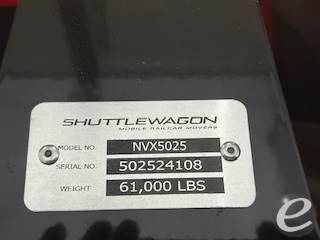 SHUTTLEWAGON
MOBILE RAILCAR MOVERS
MODEL NO. NVX5025
SERIAL NO. 502524108
WEIGHT 61,000 LBS
e